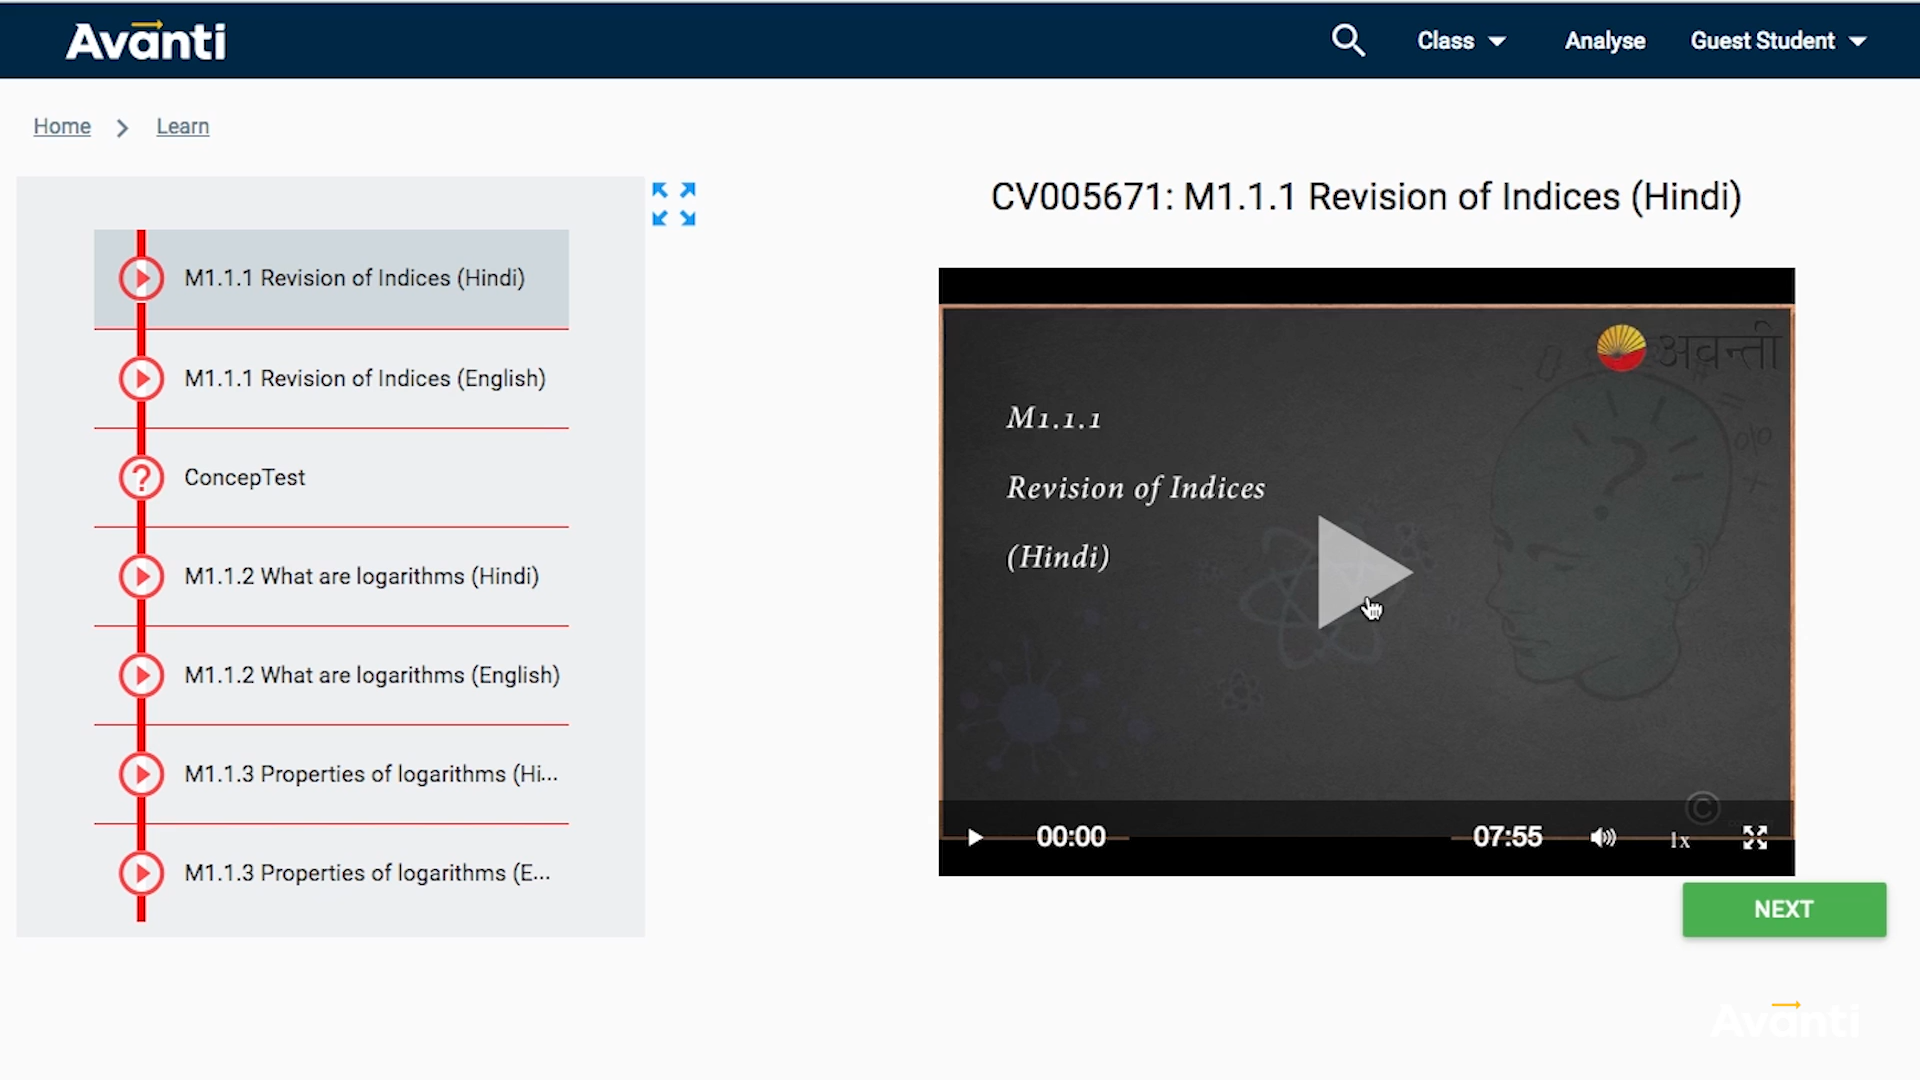 Avanti
Class
Analyse
Guest Student
Home
Learn
CV005671: M1.1.1 Revision of Indices (Hindi)
M1.1.1 Revision of Indices (Hindi)
M1.1.1 Revision of Indices (English)
?
ConcepTest
M1.1.2 What are logarithms (Hindi)
M1.1.2 What are logarithms (English)
M1.1.3 Properties of logarithms (Hi...
M1.1.3 Properties of logarithms (E...
अवन्ती
M1.1.1
Revision of Indices
(Hindi)
?
©
00:00
07:55
1x
NEXT
Avanti